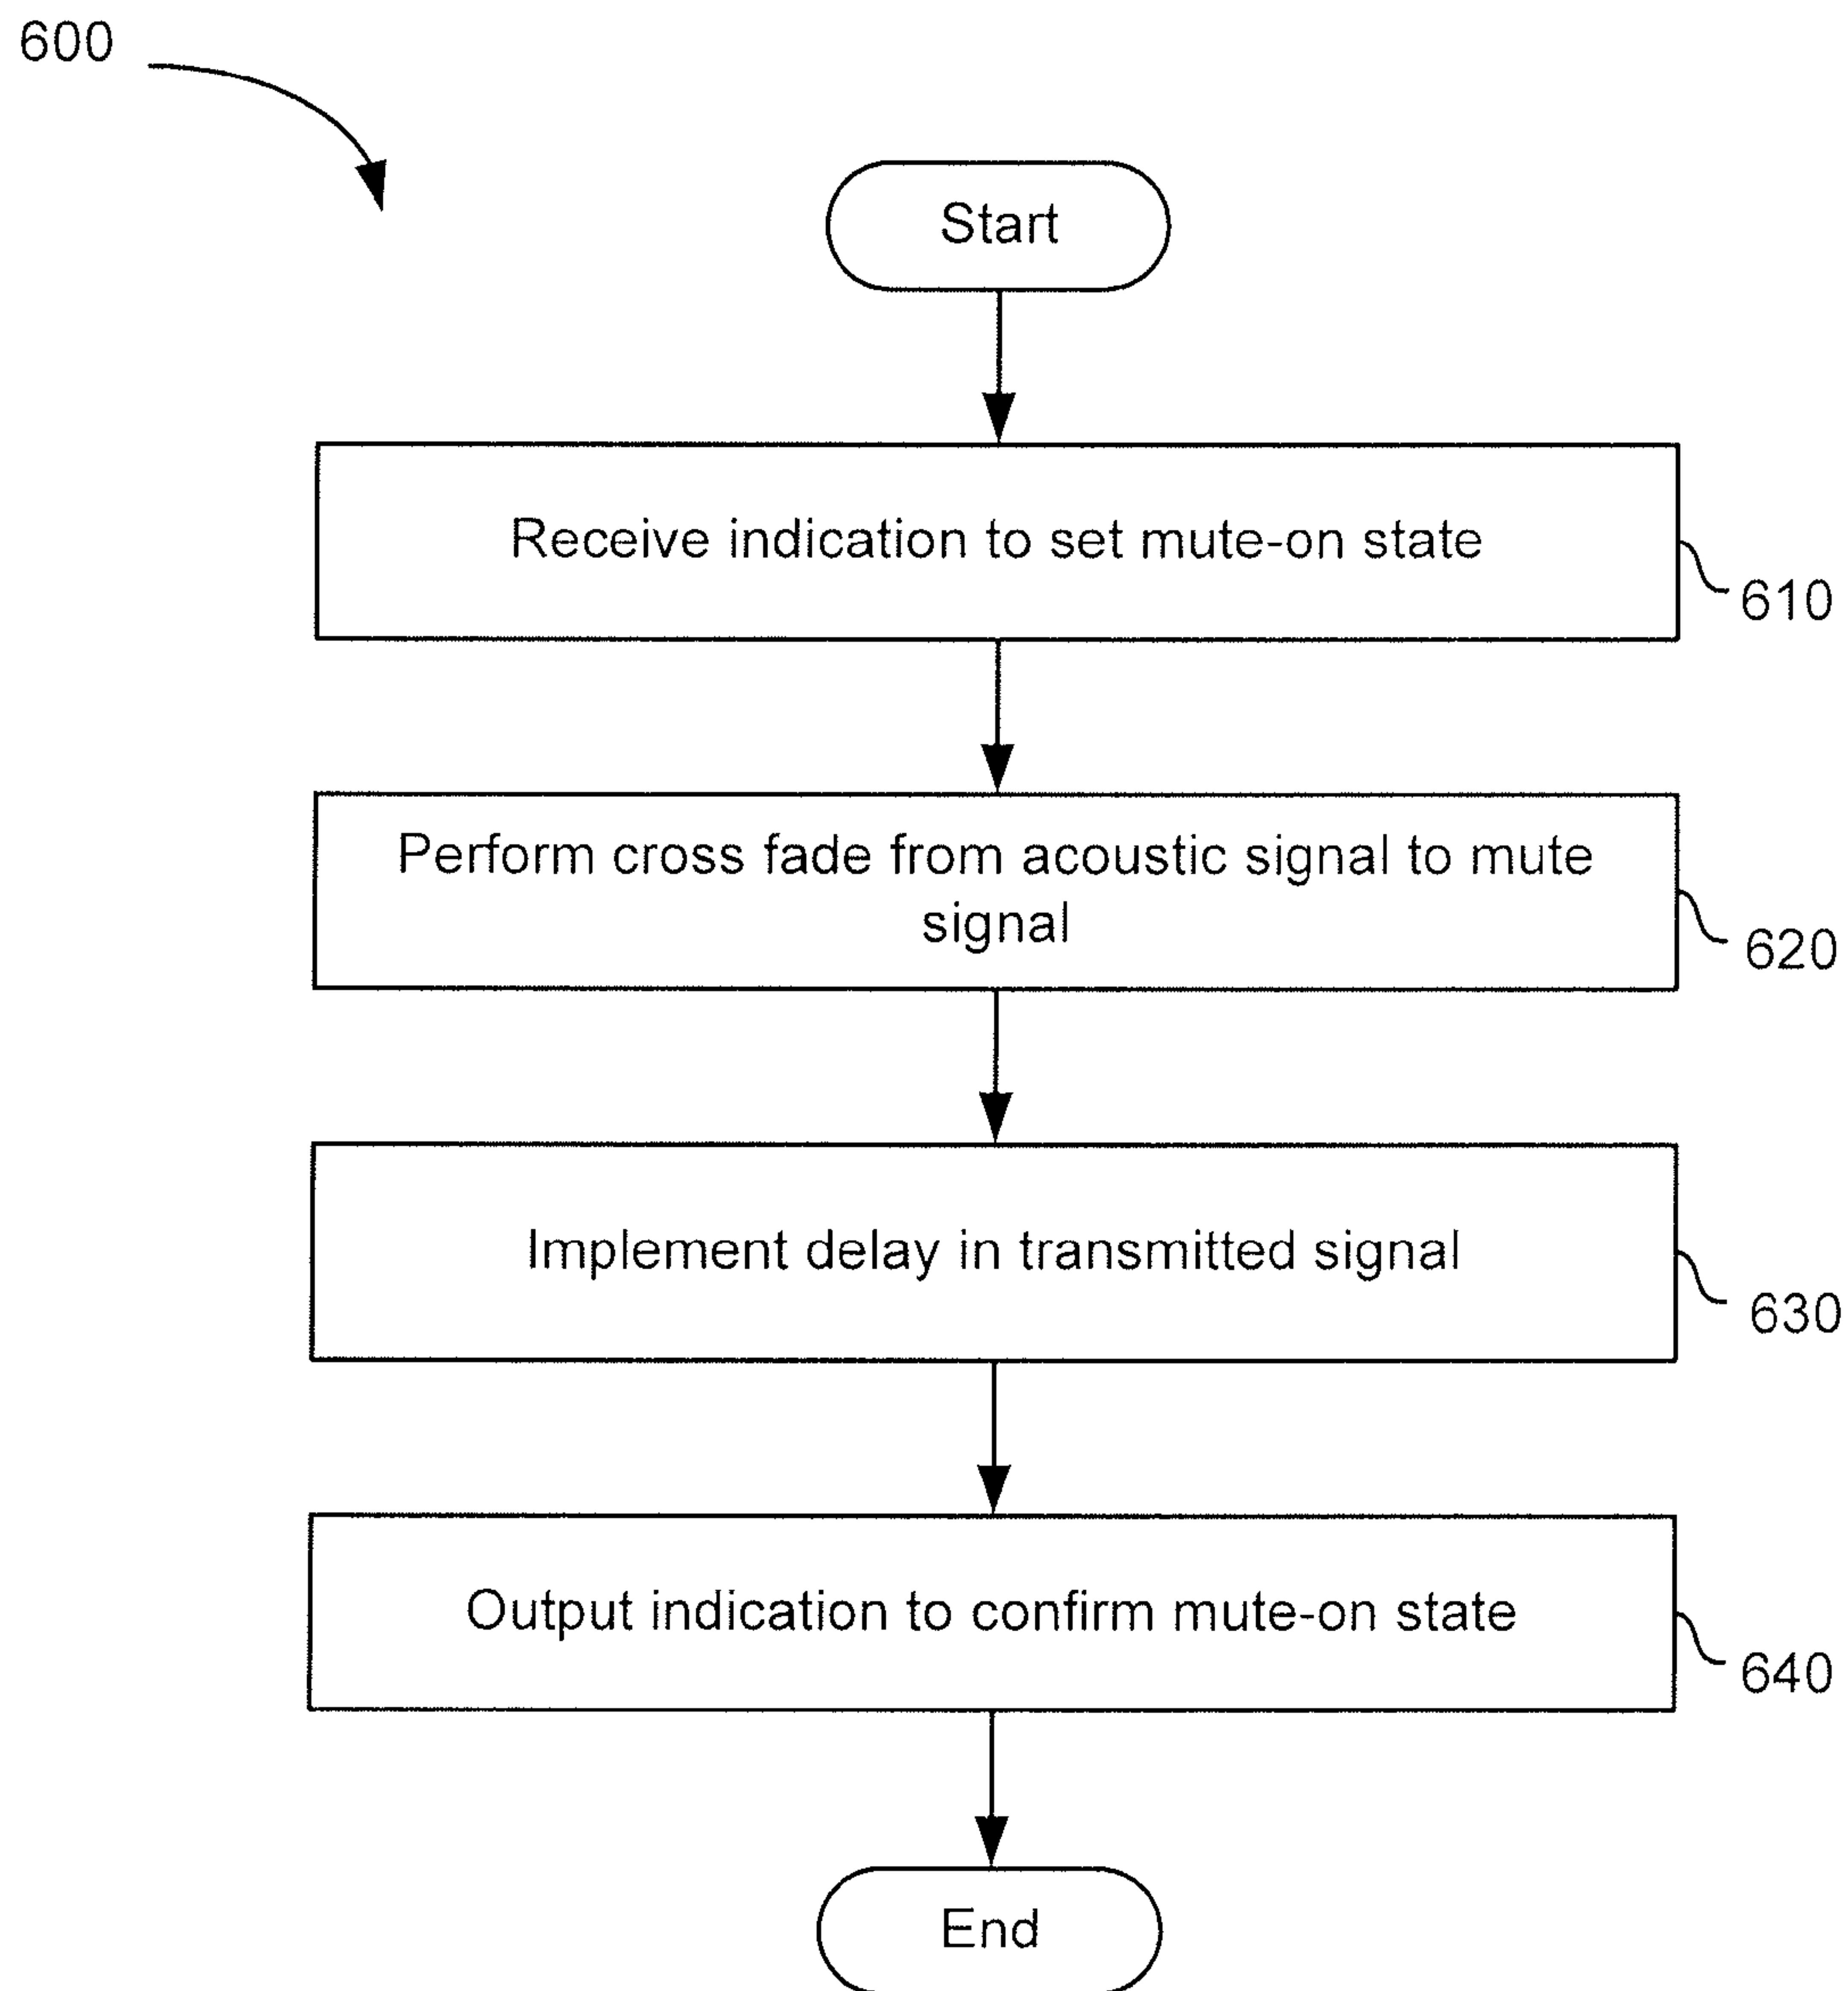 600
Start
Receive indication to set mute-on state
610
Perform cross fade from acoustic signal to mute
signal
620
Implement delay in transmitted signal
630
Output indication to confirm mute-on state
640
End